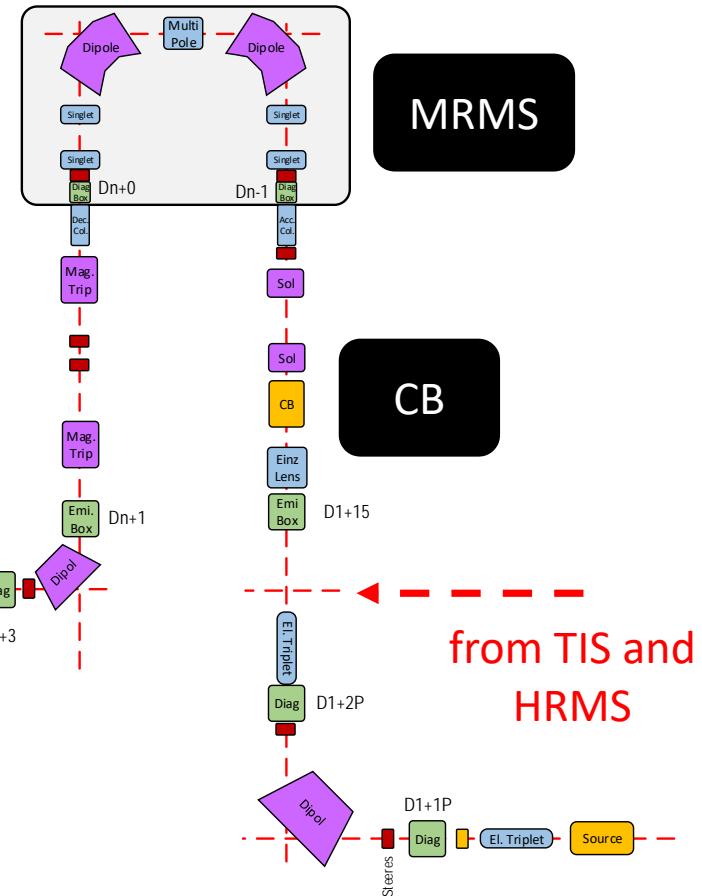 Multi
Pole
Dipole
Dipole
MRMS
Singlet
Singlet
Singlet
Singlet
Diag
Box
Dn+0
Dn-1
Diag
Box
Dec.
Col.
Acc.
Col.
Mag.
Trip
Sol
Sol
CB
CB
Mag.
Trip
Einz
Lens
Emi.
Box
Dn+1
Emi
Box
D1+15
Dipol
ag
+3
El. Triplet
from TIS and
HRMS
Diag
D1+2P
Dipol
D1+1P
Diag
El. Triplet
Source
Steeres